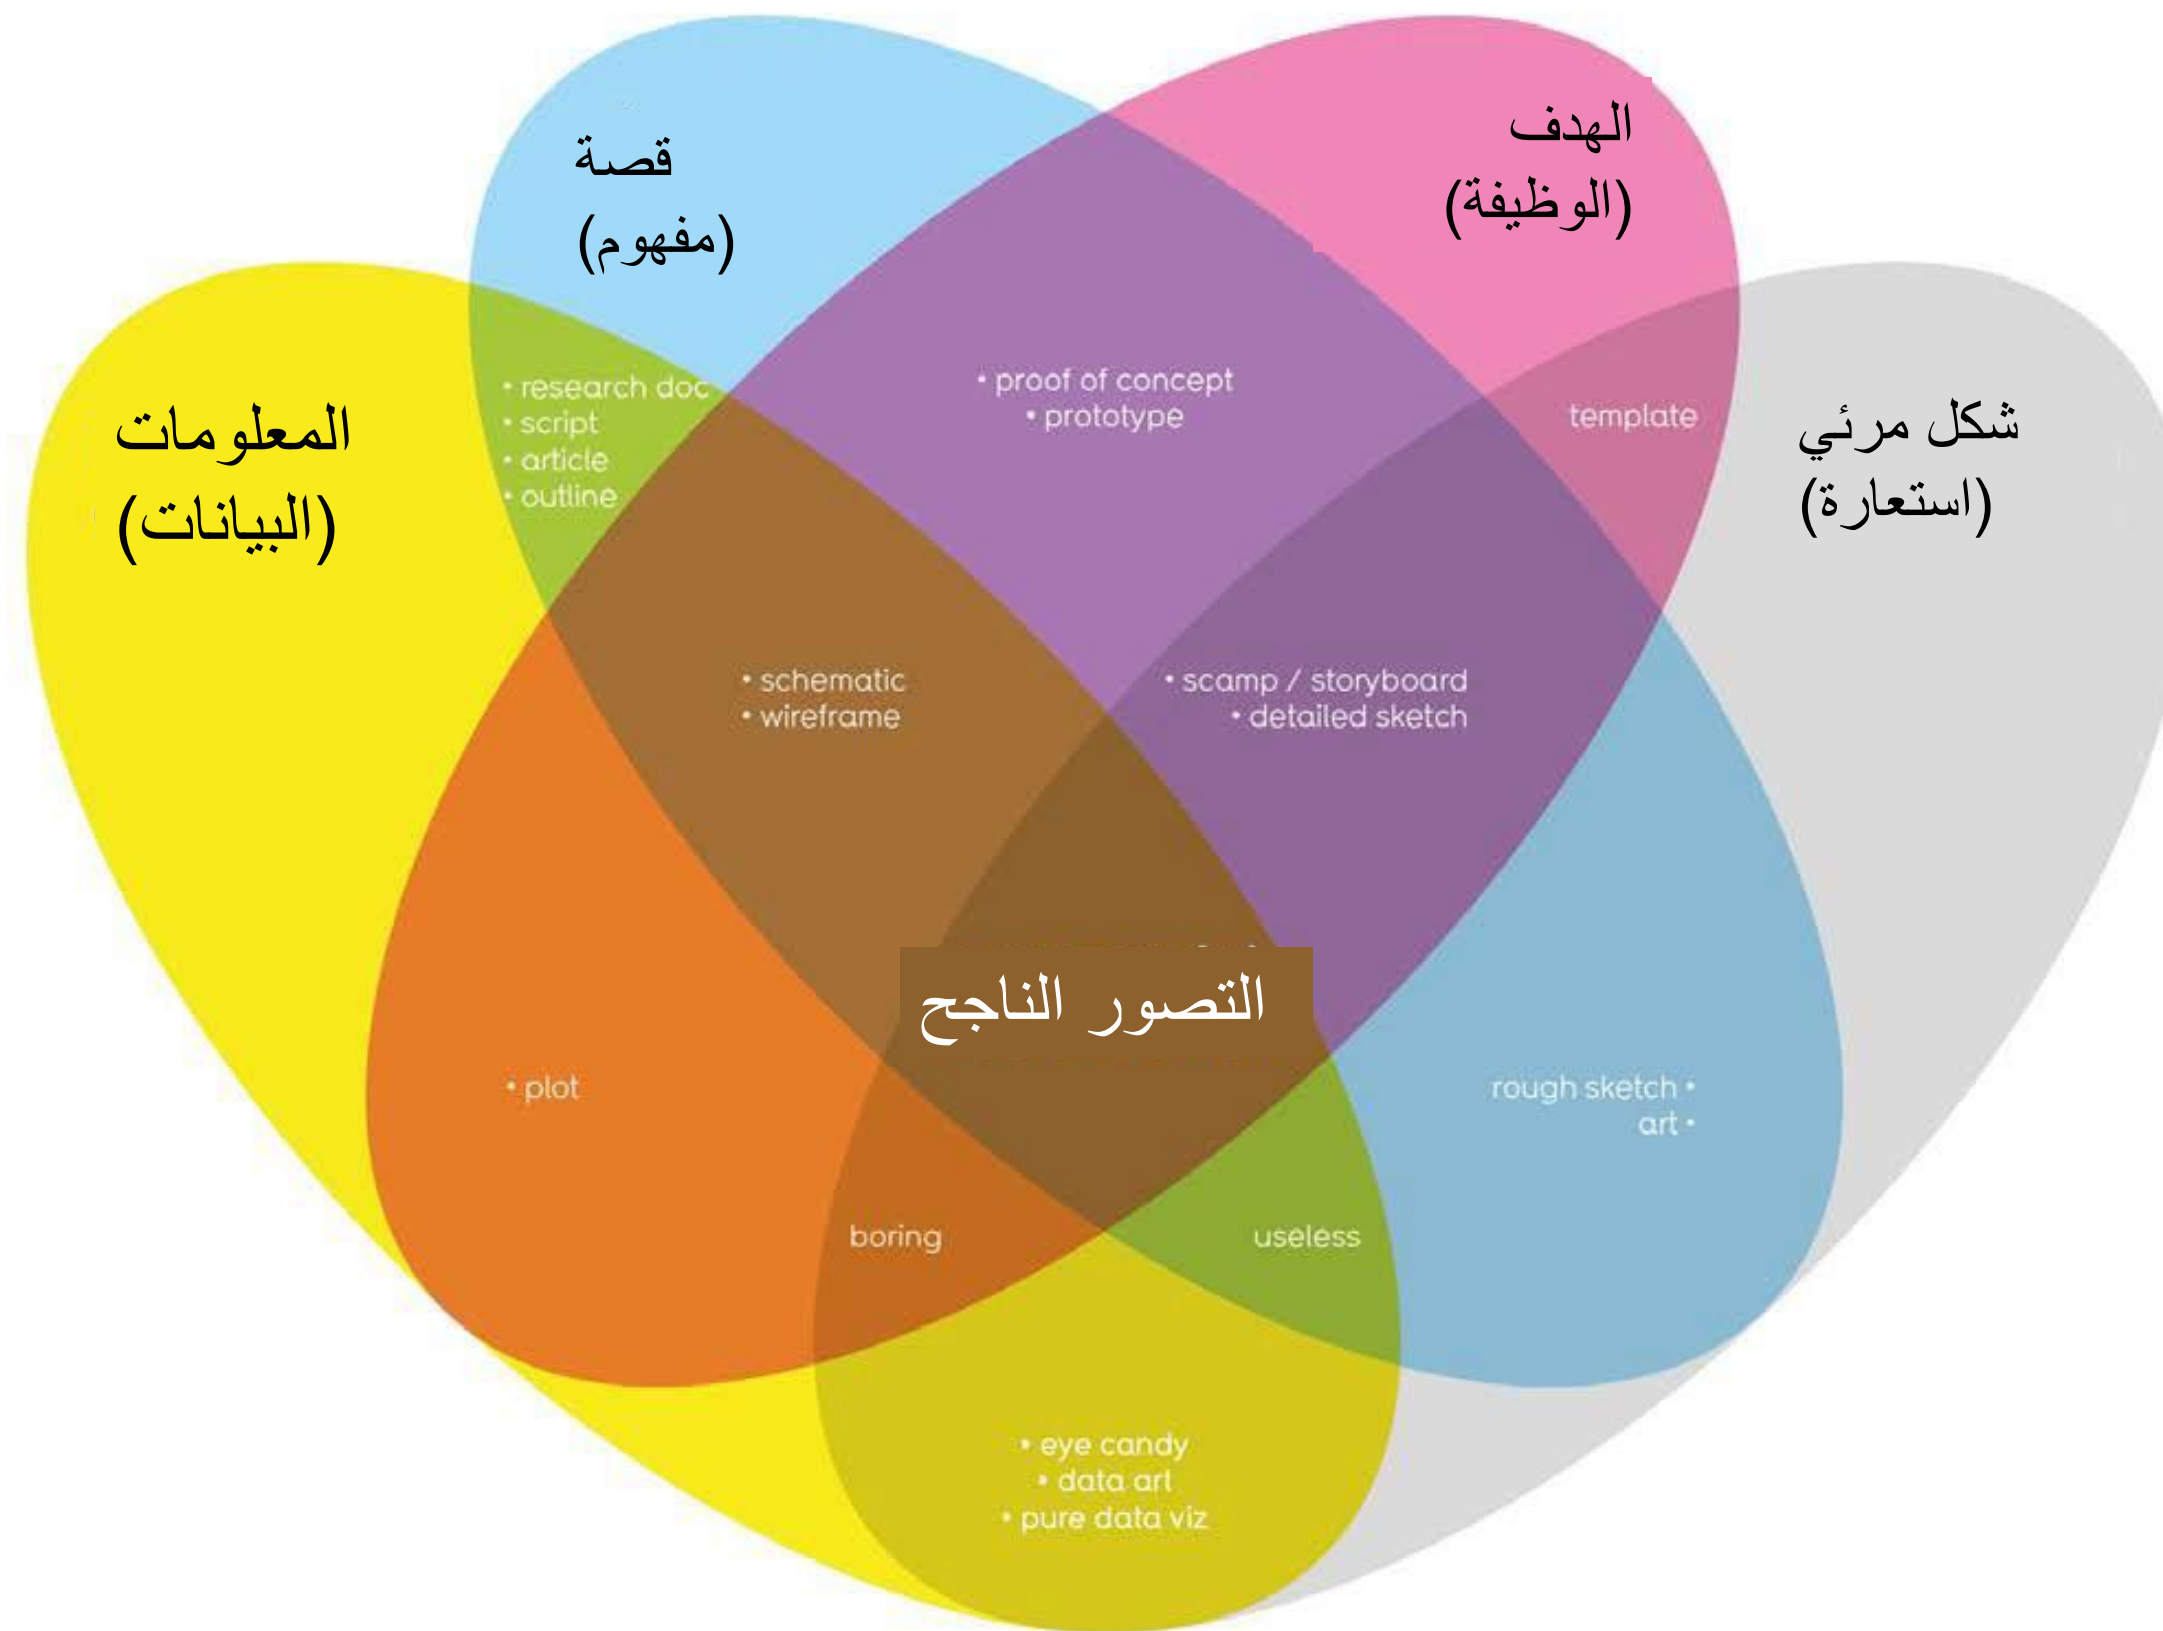 قصة
(مفهوم)
الهدف
(الوظيفة)
المعلومات
(البيانات)
شكل مرئي
(استعارة)
• research doc
• script
• article
• outline
• proof of concept
• prototype
template
• schematic
• wireframe
• scamp / storyboard
• detailed sketch
التصور الناجح
• plot
rough sketch •
art •
boring
useless
• eye candy
• data art
• pure data viz